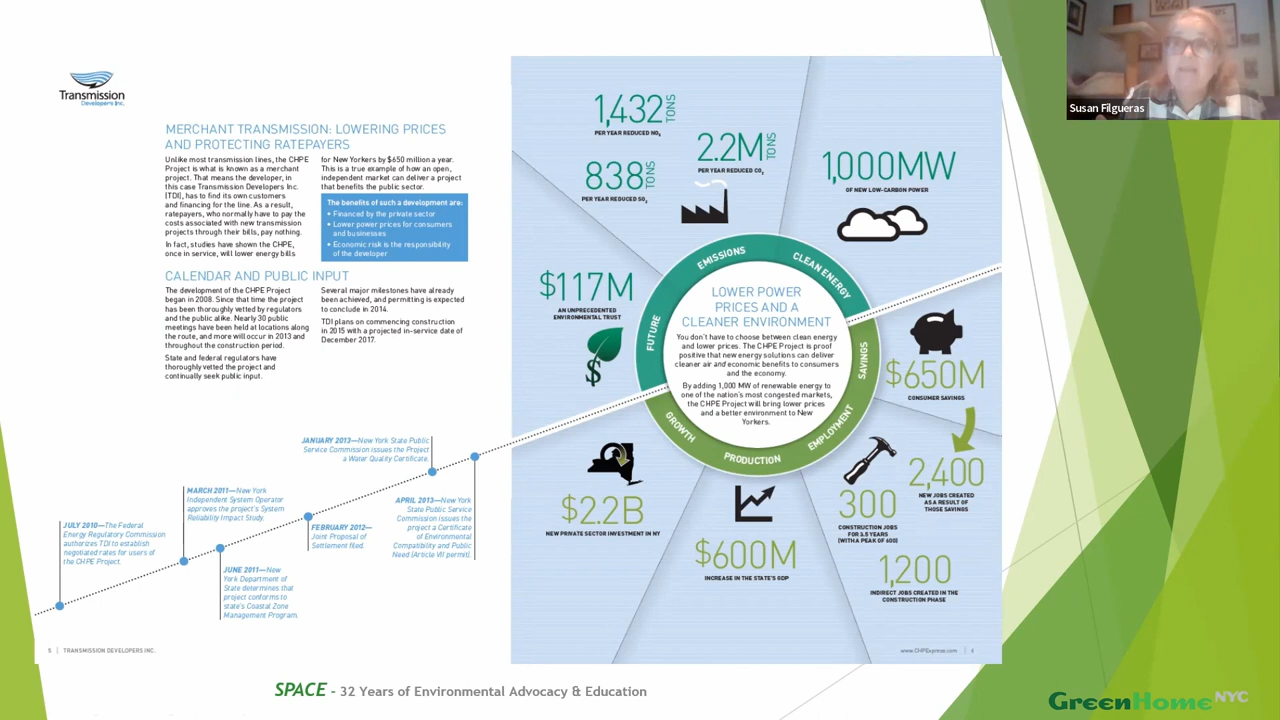 Transmission
Developers Inc.
MERCHANT TRANSMISSION: LOWERING PRICES
AND PROTECTING RATEPAYERS
Unlike most transmission lines, the CHPE
Project is what is known as a merchant
project. That means the developer, in
this case Transmission Developers Inc.
(TDI), has to find its own customers
and financing for the line. As a result,
ratepayers, who normally have to pay the
costs associated with new transmission
projects through their bills, pay nothing.
In fact, studies have shown the CHPE,
once in service, will lower energy bills
for New Yorkers by $650 million a year.
This is a true example of how an open,
independent market can deliver a project
that benefits the public sector.
The benefits of such a development are:
• Financed by the private sector
• Lower power prices for consumers
and businesses
• Economic risk is the responsibility
of the developer
CALENDAR AND PUBLIC INPUT
The development of the CHPE Project
began in 2008. Since that time the project
has been thoroughly vetted by regulators
and the public alike. Nearly 30 public
meetings have been held at locations along
the route, and more will occur in 2013 and
throughout the construction period.
State and federal regulators have
thoroughly vetted the project and
continually seek public input.
Several major milestones have already
been achieved, and permitting is expected
to conclude in 2014.
TDI plans on commencing construction
in 2015 with a projected in-service date of
December 2017.
JULY 2010—The Federal
Energy Regulatory Commission
authorizes TDI to establish
negotiated rates for users of
the CHPE Project.
MARCH 2011—New York
Independent System Operator
approves the project's System
Reliability Impact Study.
JUNE 2011—New
York Department of
State determines that
project conforms to
state's Coastal Zone
Management Program.
FEBRUARY 2012—
Joint Proposal of
Settlement filed.
JANUARY 2013—New York State Public
Service Commission issues the Project
a Water Quality Certificate.
APRIL 2013—New York
State Public Service
Commission issues the
project a Certificate
of Environmental
Compatibility and Public
Need (Article VII permit).
5 | TRANSMISSION DEVELOPERS INC.
1,432 TONS
PER YEAR REDUCED NOx
838 TONS
PER YEAR REDUCED SO2
2.2M TONS
PER YEAR REDUCED CO2
1,000MW
OF NEW LOW-CARBON POWER
$117M
AN UNPRECEDENTED
ENVIRONMENTAL TRUST
$
EMISSIONS
CLEAN ENERGY
FUTURE
SAVINGS
GROWTH
PRODUCTION
EMPLOYMENT
LOWER POWER
PRICES AND A
CLEANER ENVIRONMENT
You don't have to choose between clean energy
and lower prices. The CHPE Project is proof
positive that new energy solutions can deliver
cleaner air and economic benefits to consumers
and the economy.
By adding 1,000 MW of renewable energy to
one of the nation's most congested markets,
the CHPE Project will bring lower prices
and a better environment to New
Yorkers.
$650M
CONSUMER SAVINGS
2,400
NEW JOBS CREATED
AS A RESULT OF
THOSE SAVINGS
300
CONSTRUCTION JOBS
FOR 3.5 YEARS
(WITH A PEAK OF 600)
1,200
INDIRECT JOBS CREATED IN THE
CONSTRUCTION PHASE
$2.2B
NEW PRIVATE SECTOR INVESTMENT IN NY
$600M
INCREASE IN THE STATE'S GDP
www.CHPExpress.com | 6
Susan Filgueras
SPACE - 32 Years of Environmental Advocacy & Education
GreenHomeNYC